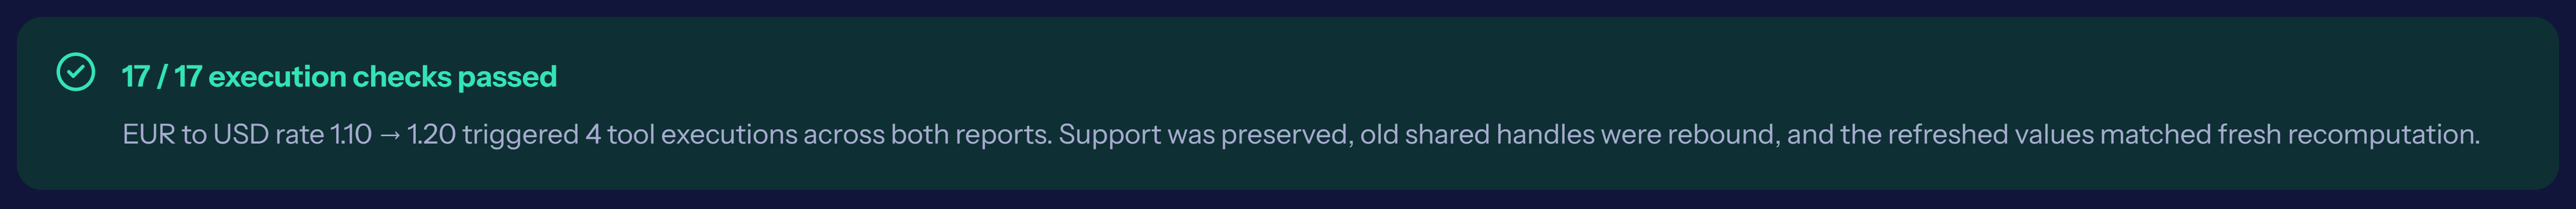 17 / 17 execution checks passed
EUR to USD rate 1.10 → 1.20 triggered 4 tool executions across both reports. Support was preserved, old shared handles were rebound, and the refreshed values matched fresh recomputation.